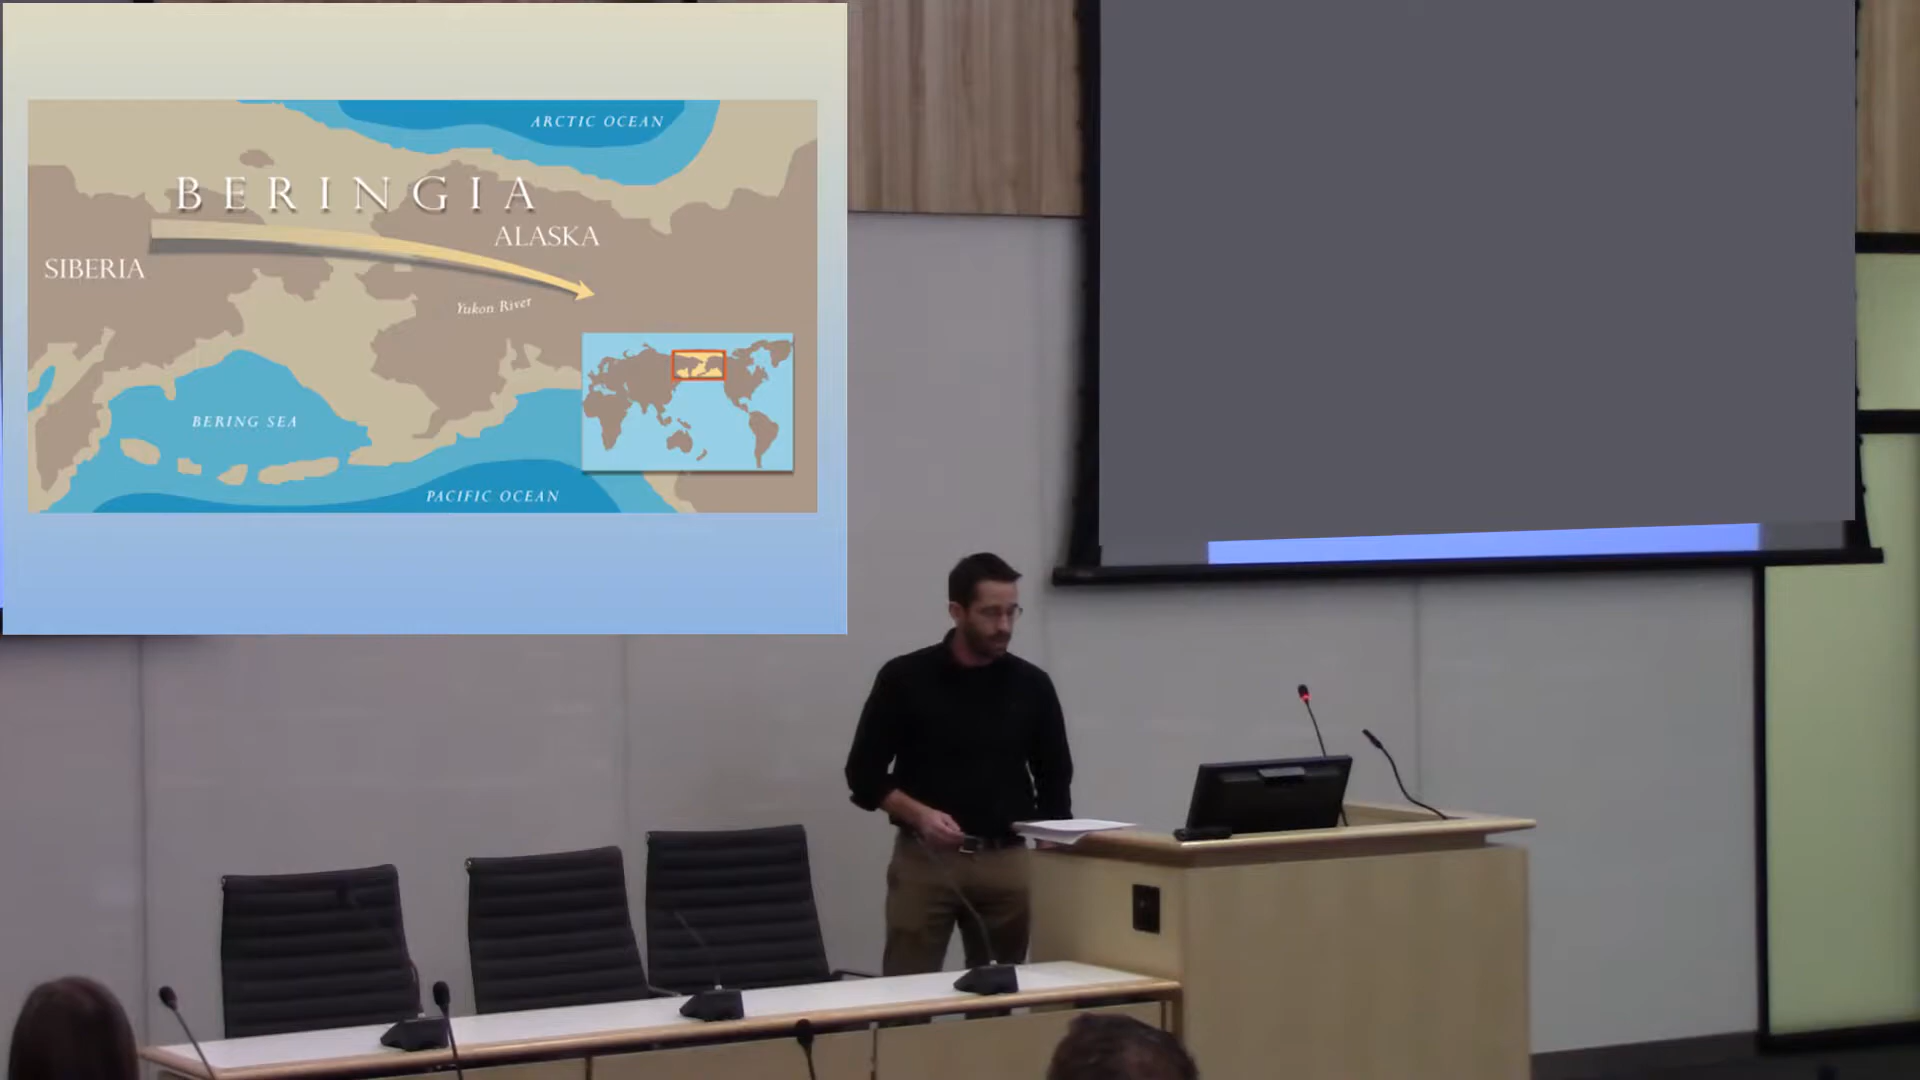 ARCTIC OCEAN
BERINGIA
ALASKA
SIBERIA
Yukon River
BERING SEA
PACIFIC OCEAN